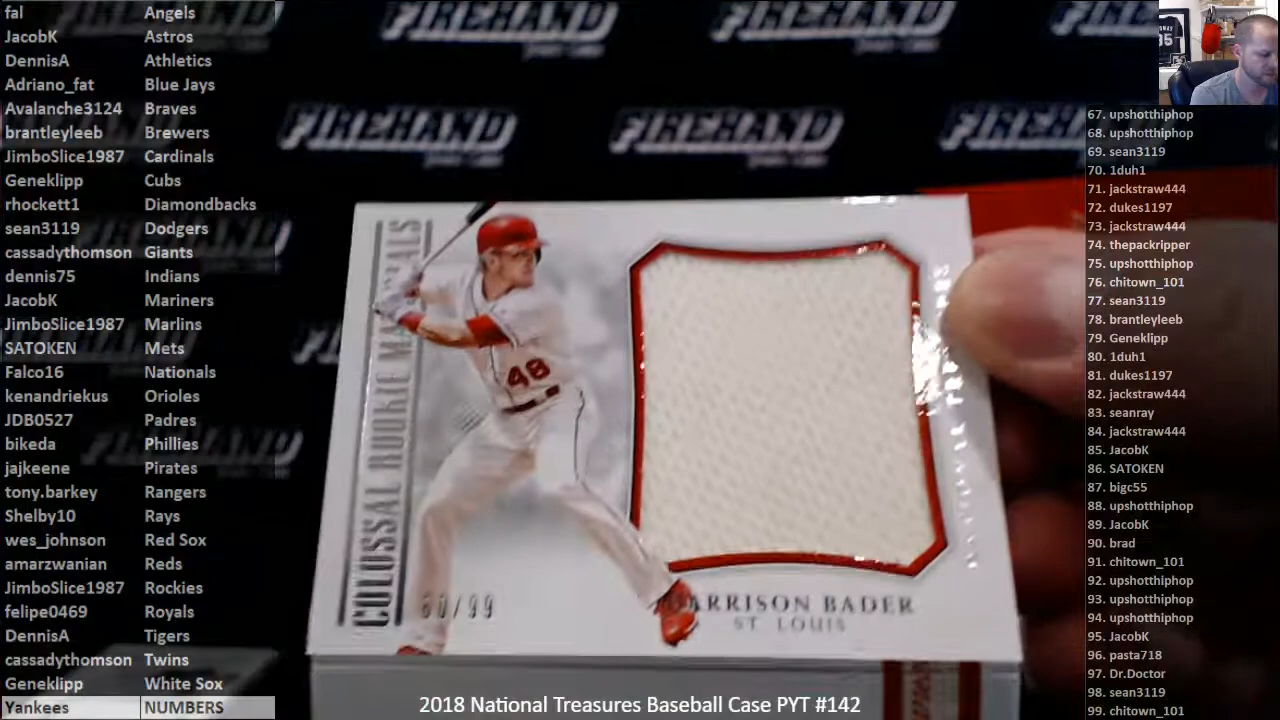 fal Angels
JacobK Astros
DennisA Athletics
Adriano_fat Blue Jays
Avalanche3124 Braves
brantleyleeb Brewers
JimboSlice1987 Cardinals
Geneklipp Cubs
rhockett1 Diamondbacks
sean3119 Dodgers
cassadythomson Giants
dennis75 Indians
JacobK Mariners
JimboSlice1987 Marlins
SATOKEN Mets
Falco16 Nationals
kenandriekus Orioles
JDB0527 Padres
bikeda Phillies
jajkeene Pirates
tony.barkey Rangers
Shelby10 Rays
wes_johnson Red Sox
amarzwanian Reds
JimboSlice1987 Rockies
felipe0469 Royals
DennisA Tigers
cassadythomson Twins
Geneklipp White Sox
Yankees NUMBERS
FIREHAND FIREHAND FIREHAND
FIREHAND FIREHAND FIREHAND
COLOSSAL ROOKIE MATERIALS
48
60/99
HARRISON BADER
ST. LOUIS
NATIONAL TREASURES
2018 National Treasures Baseball Case PYT #142
67. upshotthiphop
68. upshotthiphop
69. sean3119
70. 1duh1
71. jackstraw444
72. dukes1197
73. jackstraw444
74. thepackripper
75. upshotthiphop
76. chitown_101
77. sean3119
78. brantleyleeb
79. Geneklipp
80. 1duh1
81. dukes1197
82. jackstraw444
83. seanray
84. jackstraw444
85. JacobK
86. SATOKEN
87. bigc55
88. upshotthiphop
89. JacobK
90. brad
91. chitown_101
92. upshotthiphop
93. upshotthiphop
94. upshotthiphop
95. JacobK
96. pasta718
97. Dr.Doctor
98. sean3119
99. chitown_101